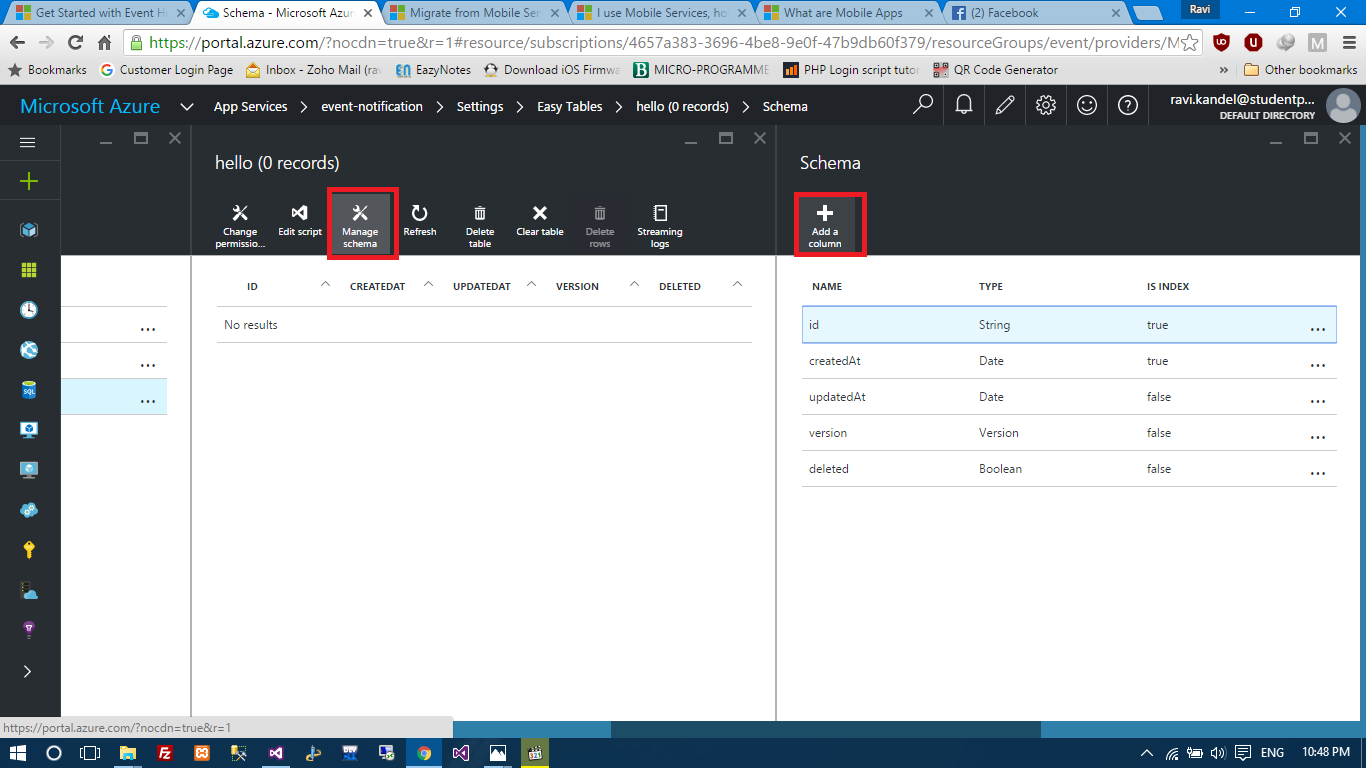 Get Started with Event H
Schema - Microsoft Azur
Migrate from Mobile Ser
I use Mobile Services, ho
What are Mobile Apps
(2) Facebook
Ravi
https://portal.azure.com/?nocdn=true&r=1#resource/subscriptions/4657a383-3696-4be8-9e0f-47b9db60f379/resourceGroups/event/providers/M
Bookmarks
Customer Login Page
Inbox - Zoho Mail (rav
EazyNotes
Download iOS Firmwa
MICRO-PROGRAMME
PHP Login script tutor
QR Code Generator
»
Other bookmarks
Microsoft Azure
App Services > event-notification > Settings > Easy Tables > hello (0 records) > Schema
ravi.kandel@studentp...
DEFAULT DIRECTORY
hello (0 records)
Schema
Change permissio...
Edit script
Manage schema
Refresh
Delete table
Clear table
Delete rows
Streaming logs
Add a column
ID CREATEDAT UPDATEDAT VERSION DELETED
No results
NAME TYPE IS INDEX
id String true ...
createdAt Date true ...
updatedAt Date false ...
version Version false ...
deleted Boolean false ...
SQL
https://portal.azure.com/?nocdn=true&r=1
ENG
10:48 PM